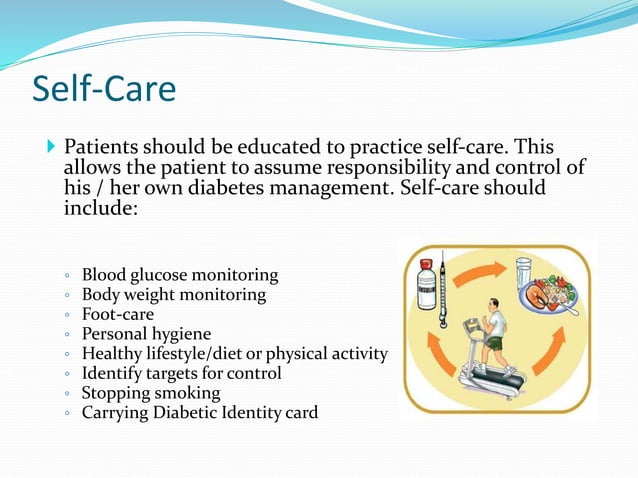 Self-Care
Patients should be educated to practice self-care. This
allows the patient to assume responsibility and control of
his / her own diabetes management. Self-care should
include:
Blood glucose monitoring
Body weight monitoring
Foot-care
Personal hygiene
Healthy lifestyle/diet or physical activity
Identify targets for control
Stopping smoking
Carrying Diabetic Identity card